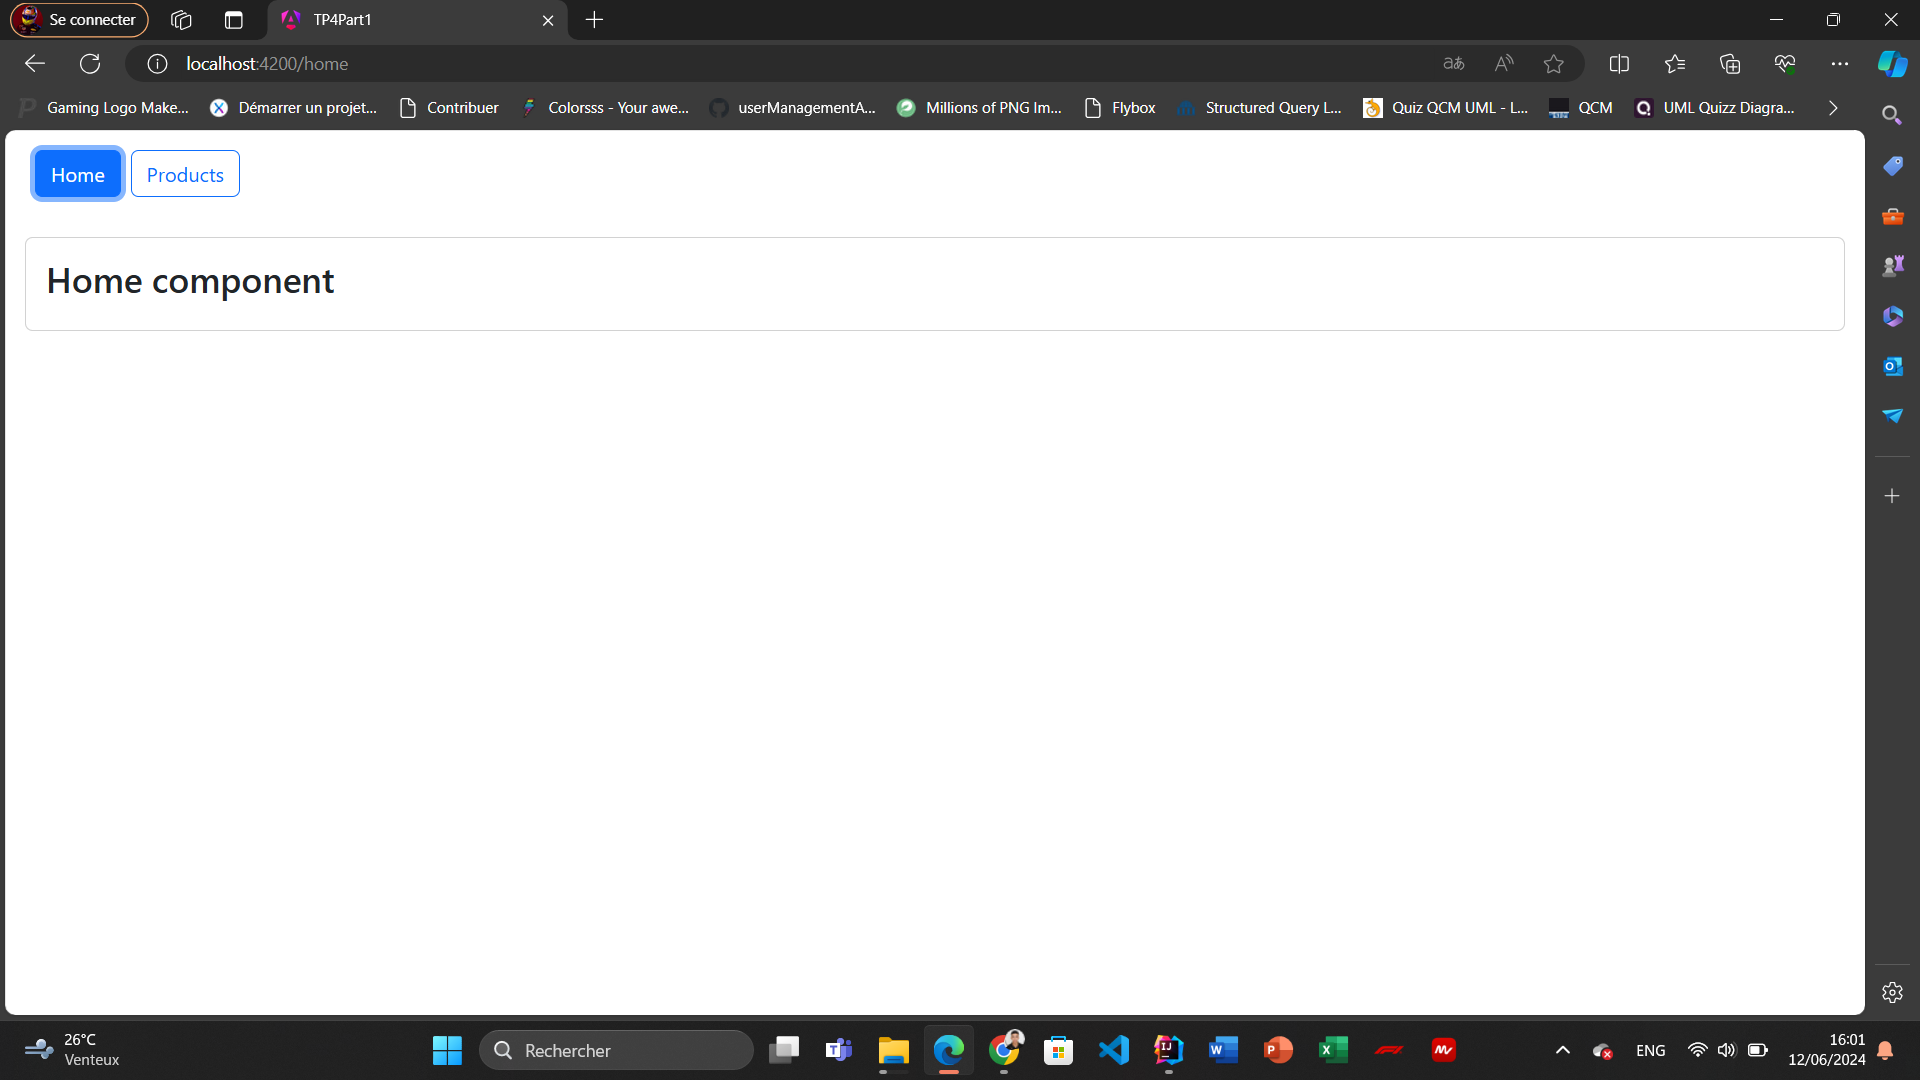 Se connecter
TP4Part1
localhost:4200/home
Gaming Logo Make...
Démarrer un projet...
Contribuer
Colorsss - Your awe...
userManagementA...
Millions of PNG Im...
Flybox
Structured Query L...
Quiz QCM UML - L...
QCM
UML Quizz Diagra...
Home
Products
Home component
26°C
Venteux
Rechercher
ENG
16:01
12/06/2024